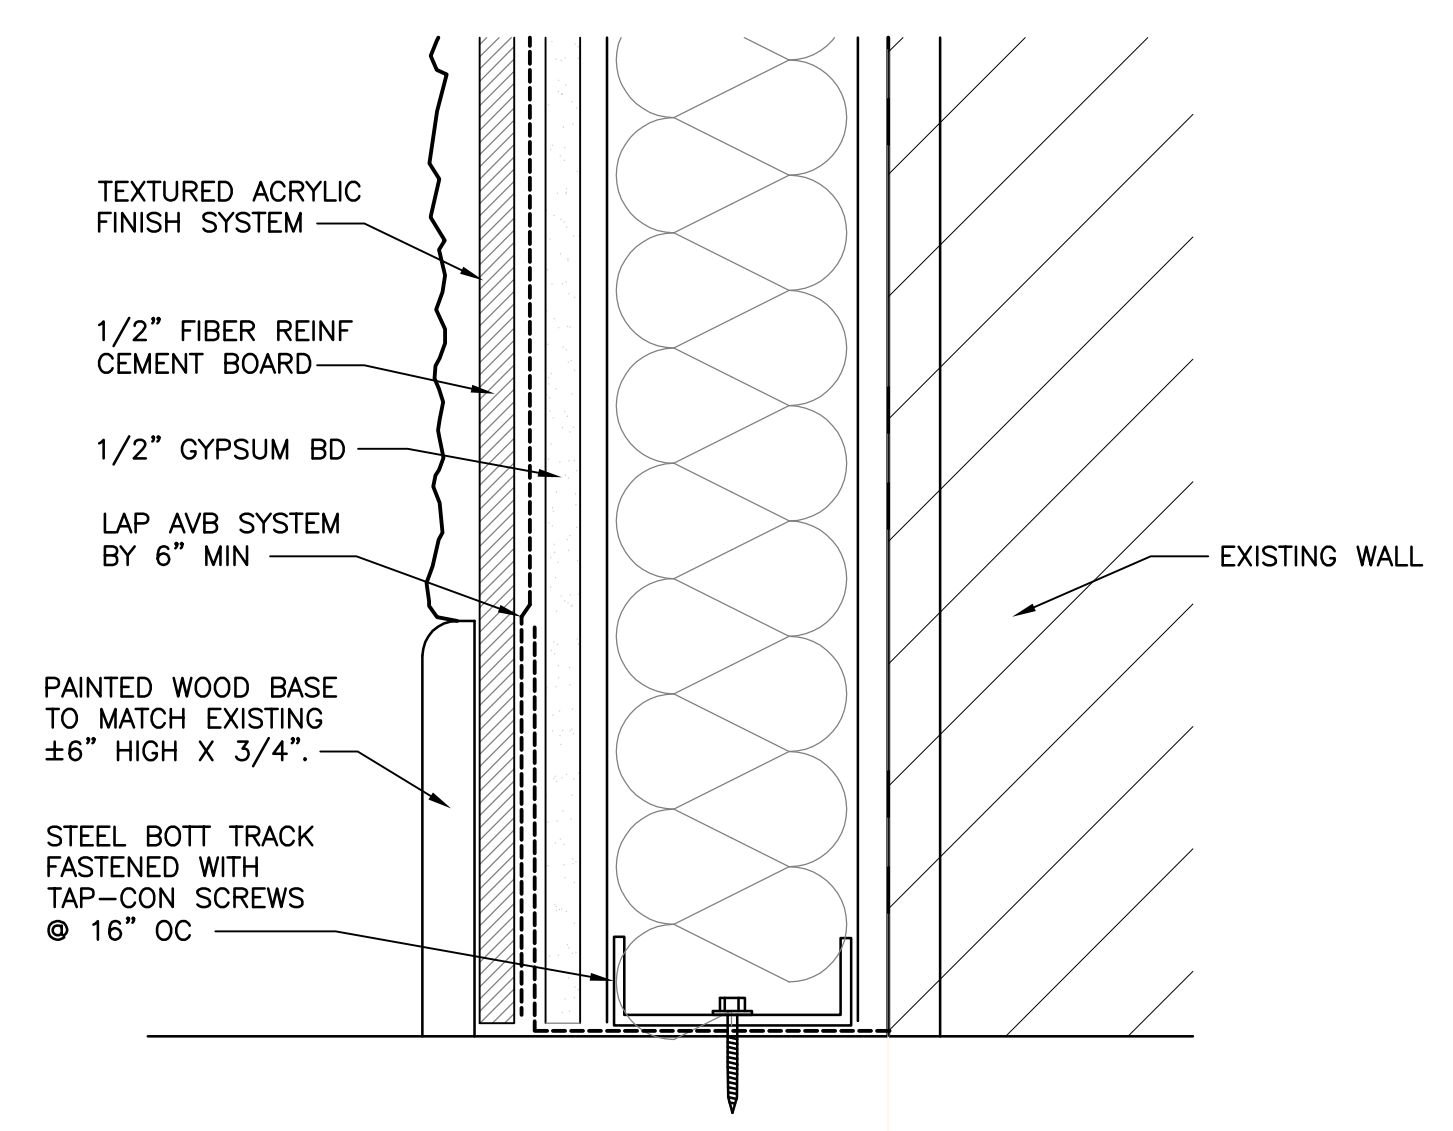 TEXTURED ACRYLIC
FINISH SYSTEM
1/2” FIBER REINF
CEMENT BOARD
1/2” GYPSUM BD
LAP AVB SYSTEM
BY 6” MIN
EXISTING WALL
PAINTED WOOD BASE
TO MATCH EXISTING
±6” HIGH X 3/4”.
STEEL BOTT TRACK
FASTENED WITH
TAP-CON SCREWS
@ 16” OC